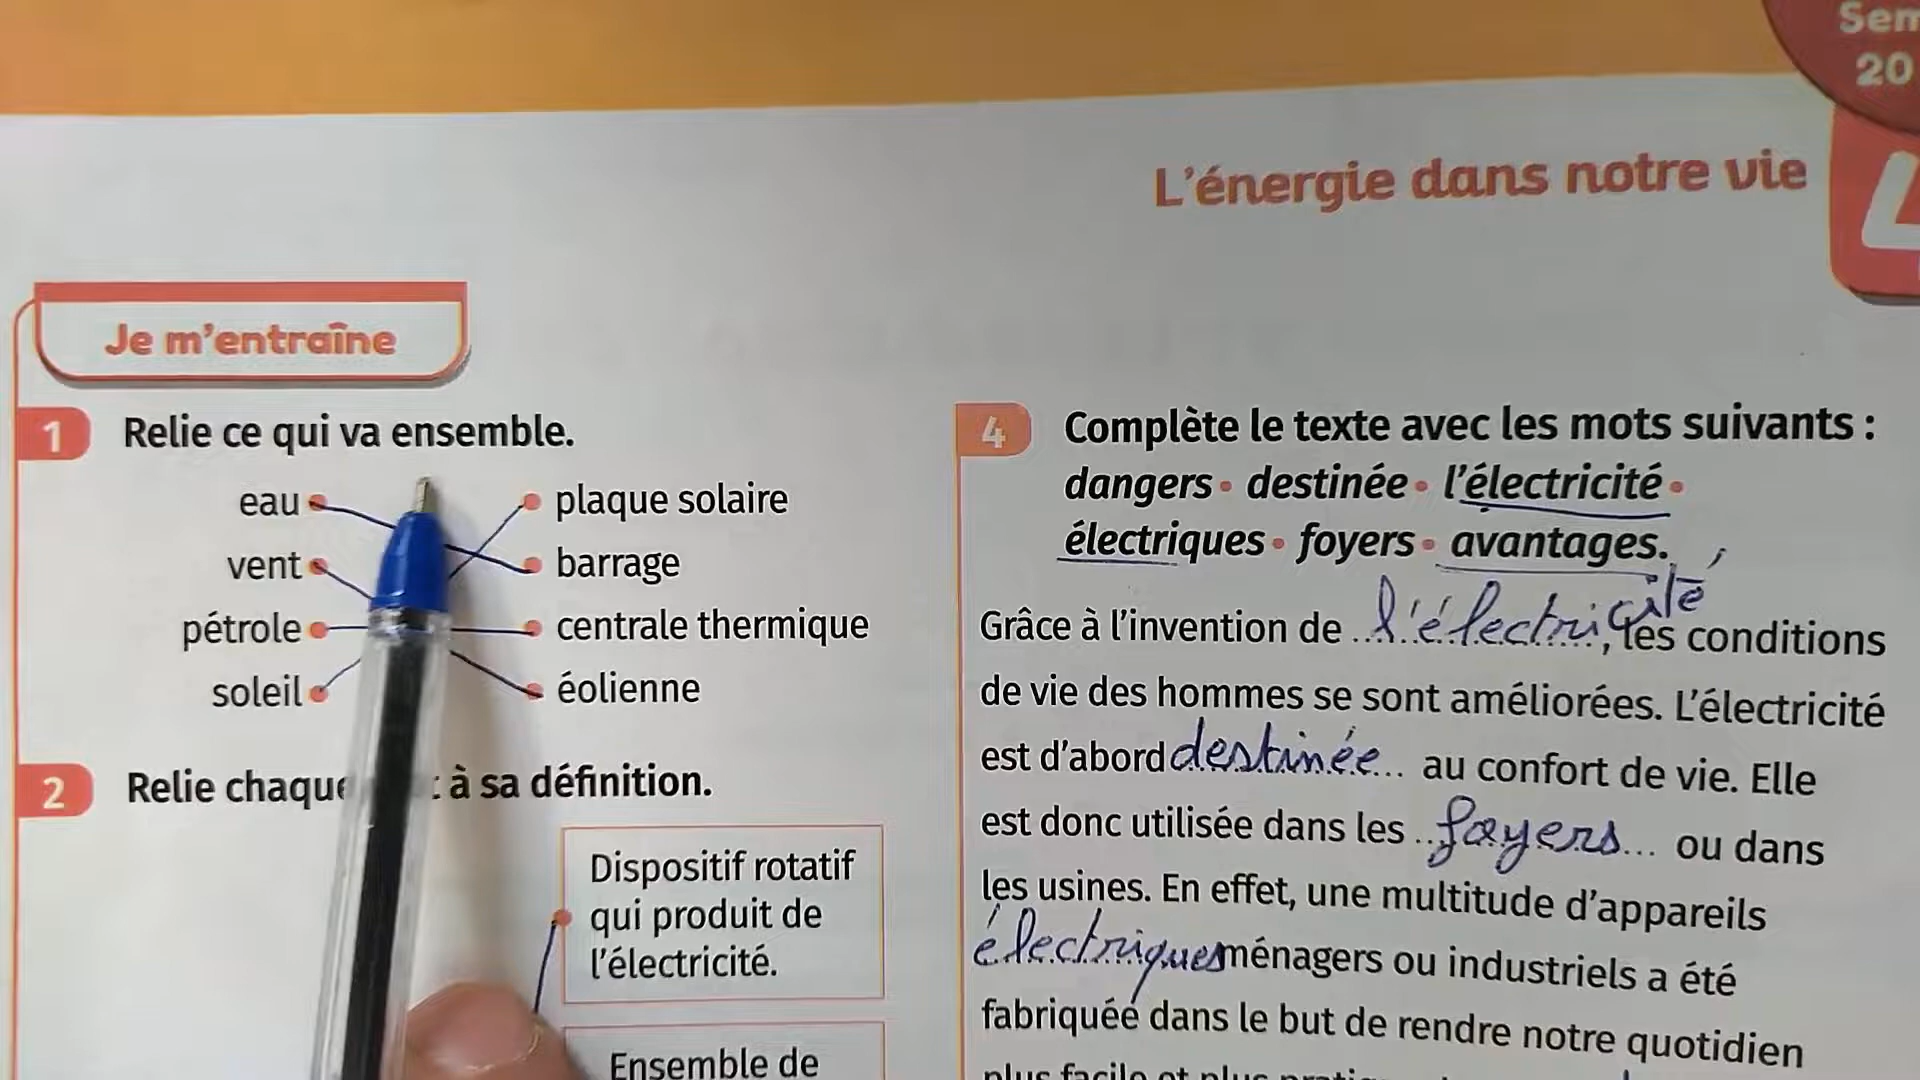 Sem
20
L'énergie dans notre vie
4
Je m'entraîne
1 Relie ce qui va ensemble.
eau
vent
pétrole
soleil
plaque solaire
barrage
centrale thermique
éolienne
2 Relie chaque à sa définition.
Dispositif rotatif
qui produit de
l'électricité.
Ensemble de
4 Complète le texte avec les mots suivants :
dangers • destinée • l'électricité •
électriques • foyers • avantages.
Grâce à l'invention de l'électricité, les conditions
de vie des hommes se sont améliorées. L'électricité
est d'abord destinée au confort de vie. Elle
est donc utilisée dans les foyers ou dans
les usines. En effet, une multitude d'appareils
électriques ménagers ou industriels a été
fabriquée dans le but de rendre notre quotidien
plus facile et plus